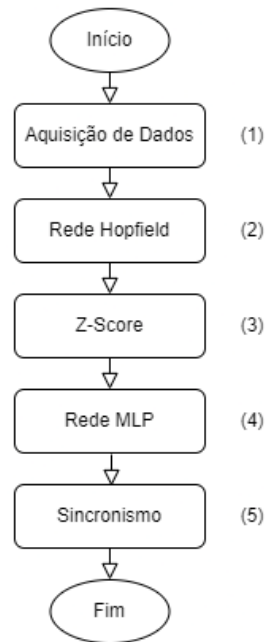 Início
Aquisição de Dados (1)
Rede Hopfield (2)
Z-Score (3)
Rede MLP (4)
Sincronismo (5)
Fim